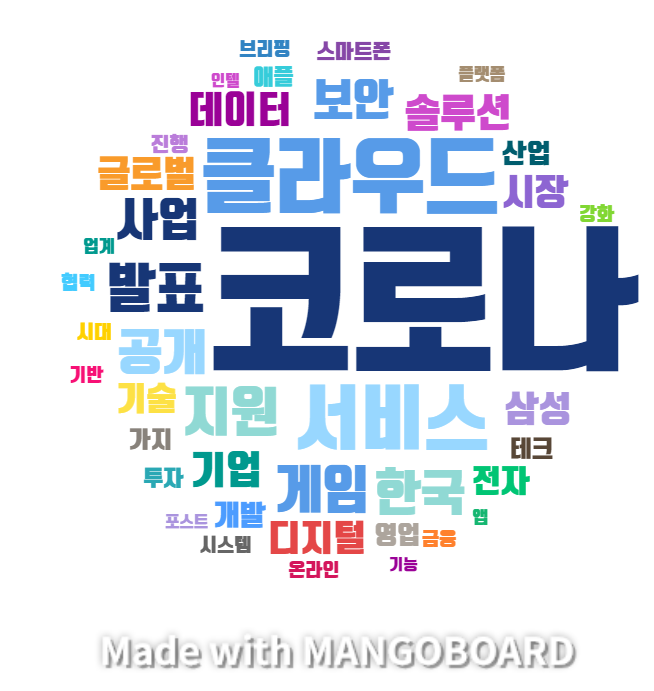 브리핑 스마트폰
인텔 애플 플랫폼
데이터 보안 솔루션
진행 클라우드 산업
글로벌 시장
사업 강화
업계
협력 발표 코로나
시대 공개
기반
기술 지원 서비스 삼성
가지 테크
투자 기업 게임 한국 전자
포스트 개발 앱
시스템 디지털 영업 금융
온라인 기능
Made with MANGOBOARD